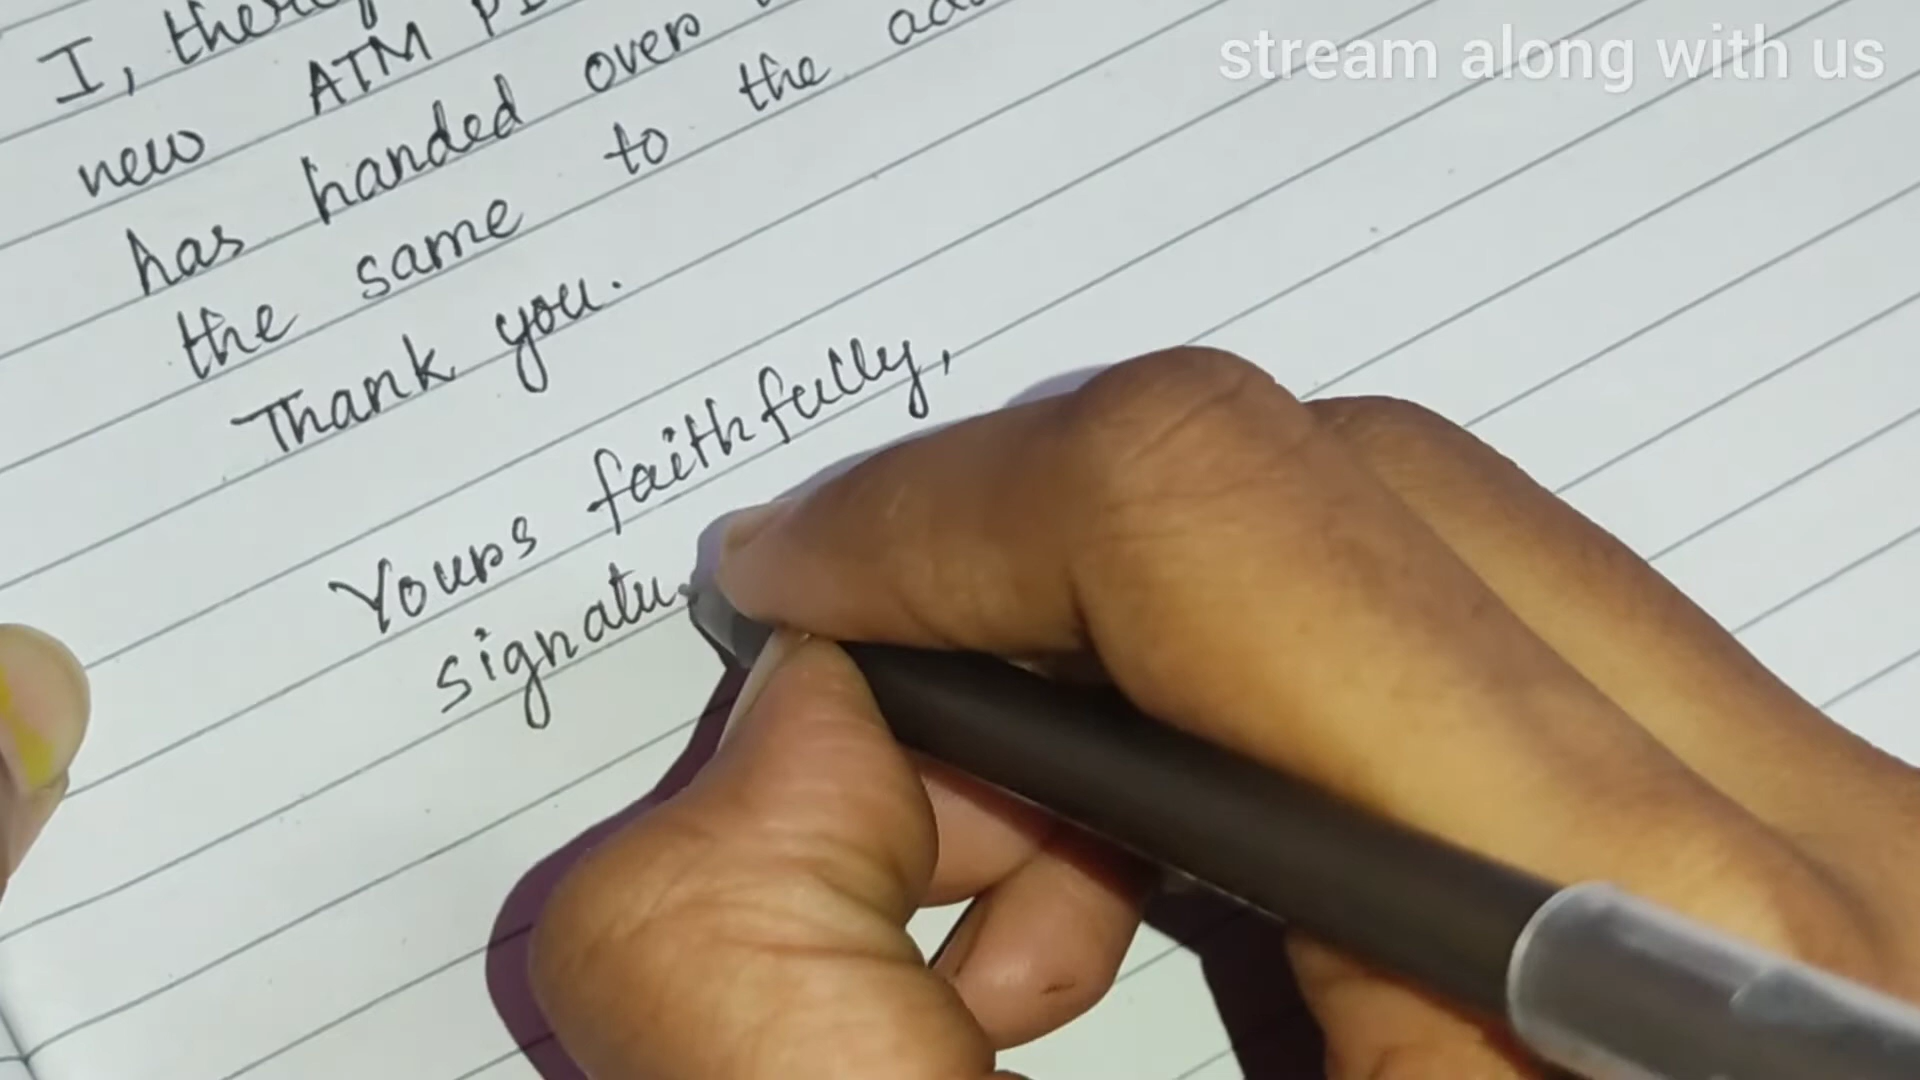 stream along with us
I,
new ATM
has handed over
the same to the
Thank you.
Yours faithfully,
signatu